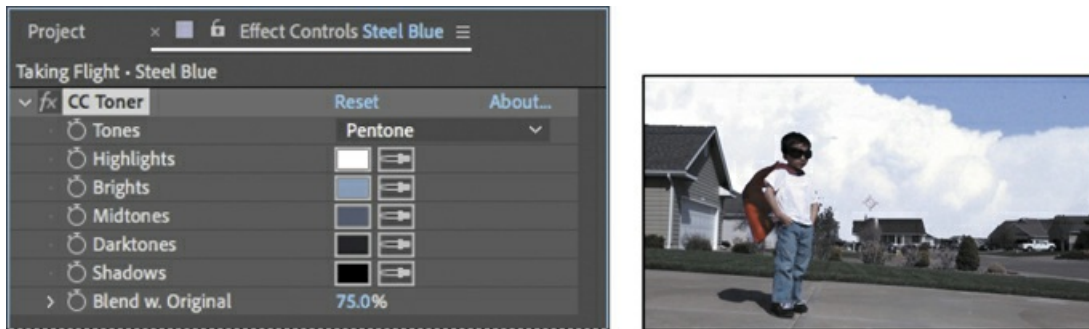 Project × Effect Controls Steel Blue
Taking Flight • Steel Blue
fx CC Toner Reset About...
Tones Pentone
Highlights
Brights
Midtones
Darktones
Shadows
Blend w. Original 75.0%